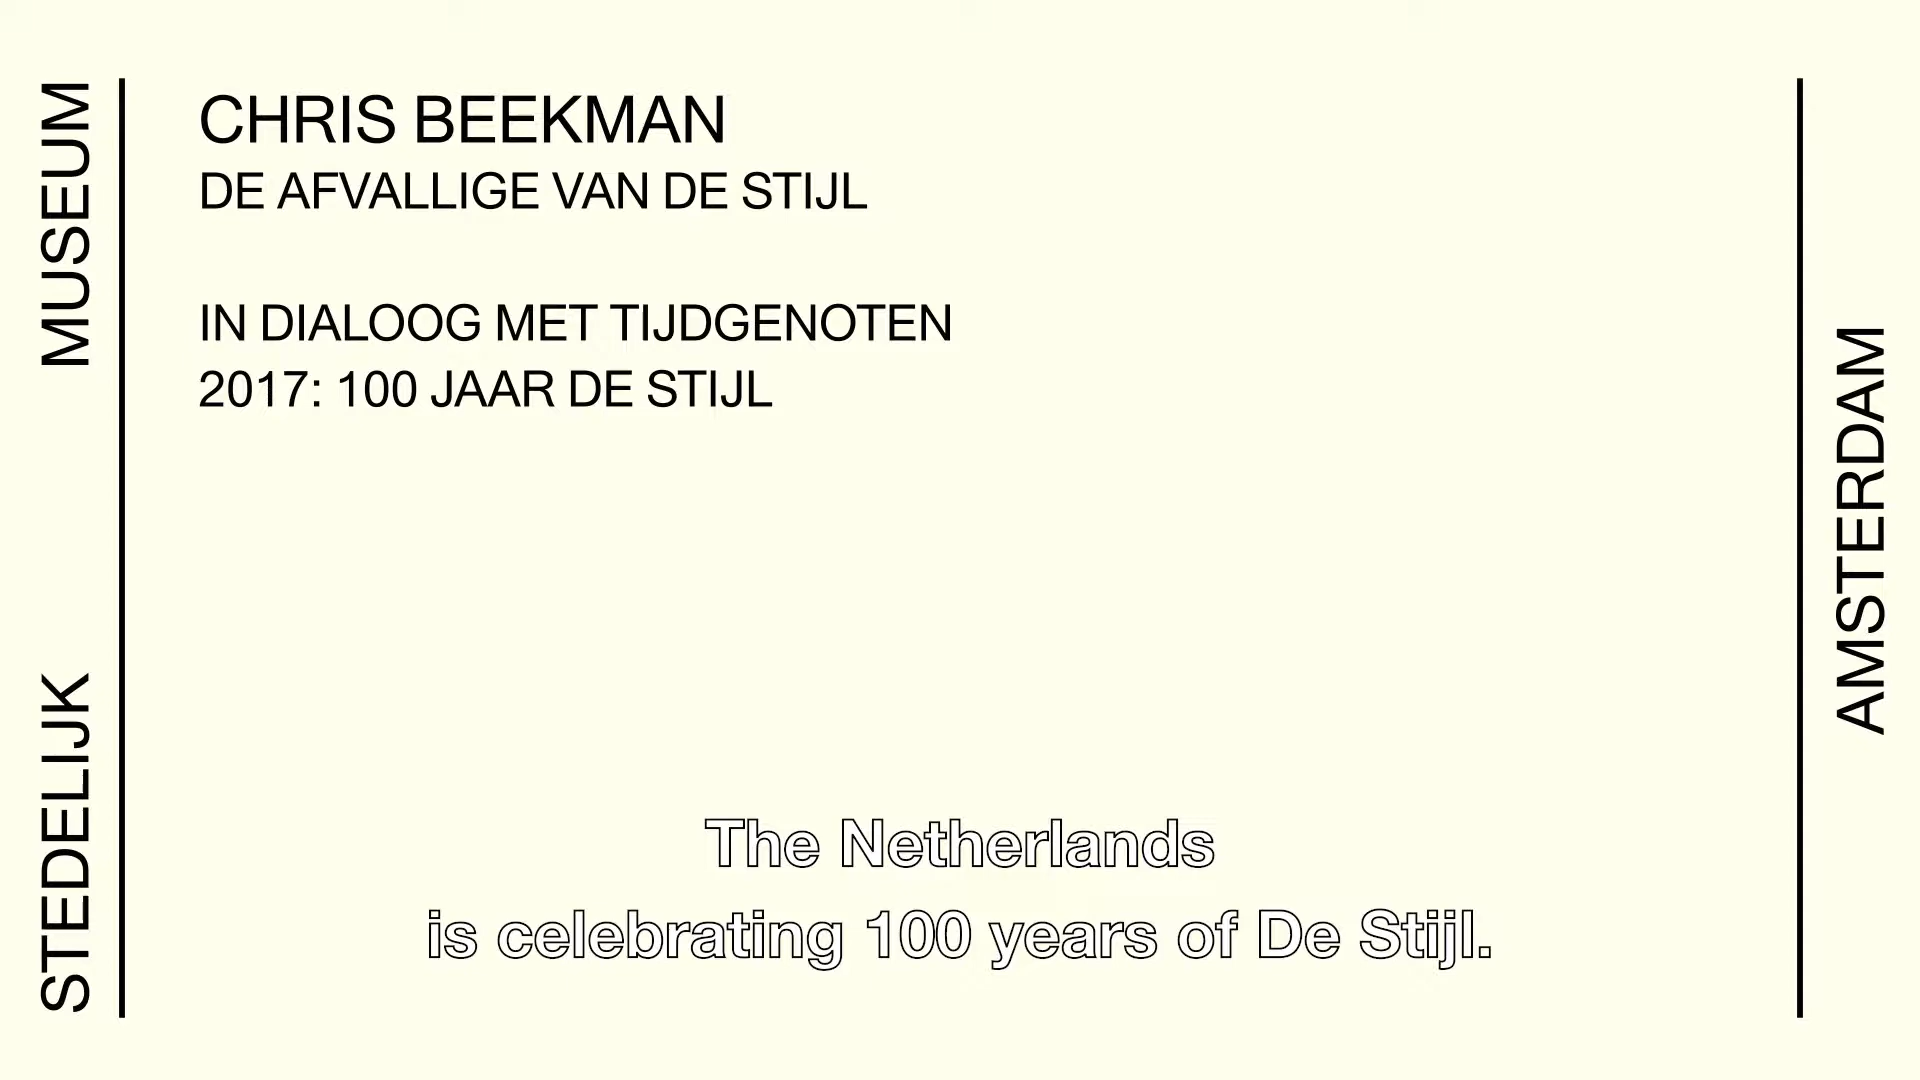 STEDELIJK MUSEUM
CHRIS BEEKMAN
DE AFVALLIGE VAN DE STIJL
IN DIALOOG MET TIJDGENOTEN
2017: 100 JAAR DE STIJL
AMSTERDAM
The Netherlands
is celebrating 100 years of De Stijl.